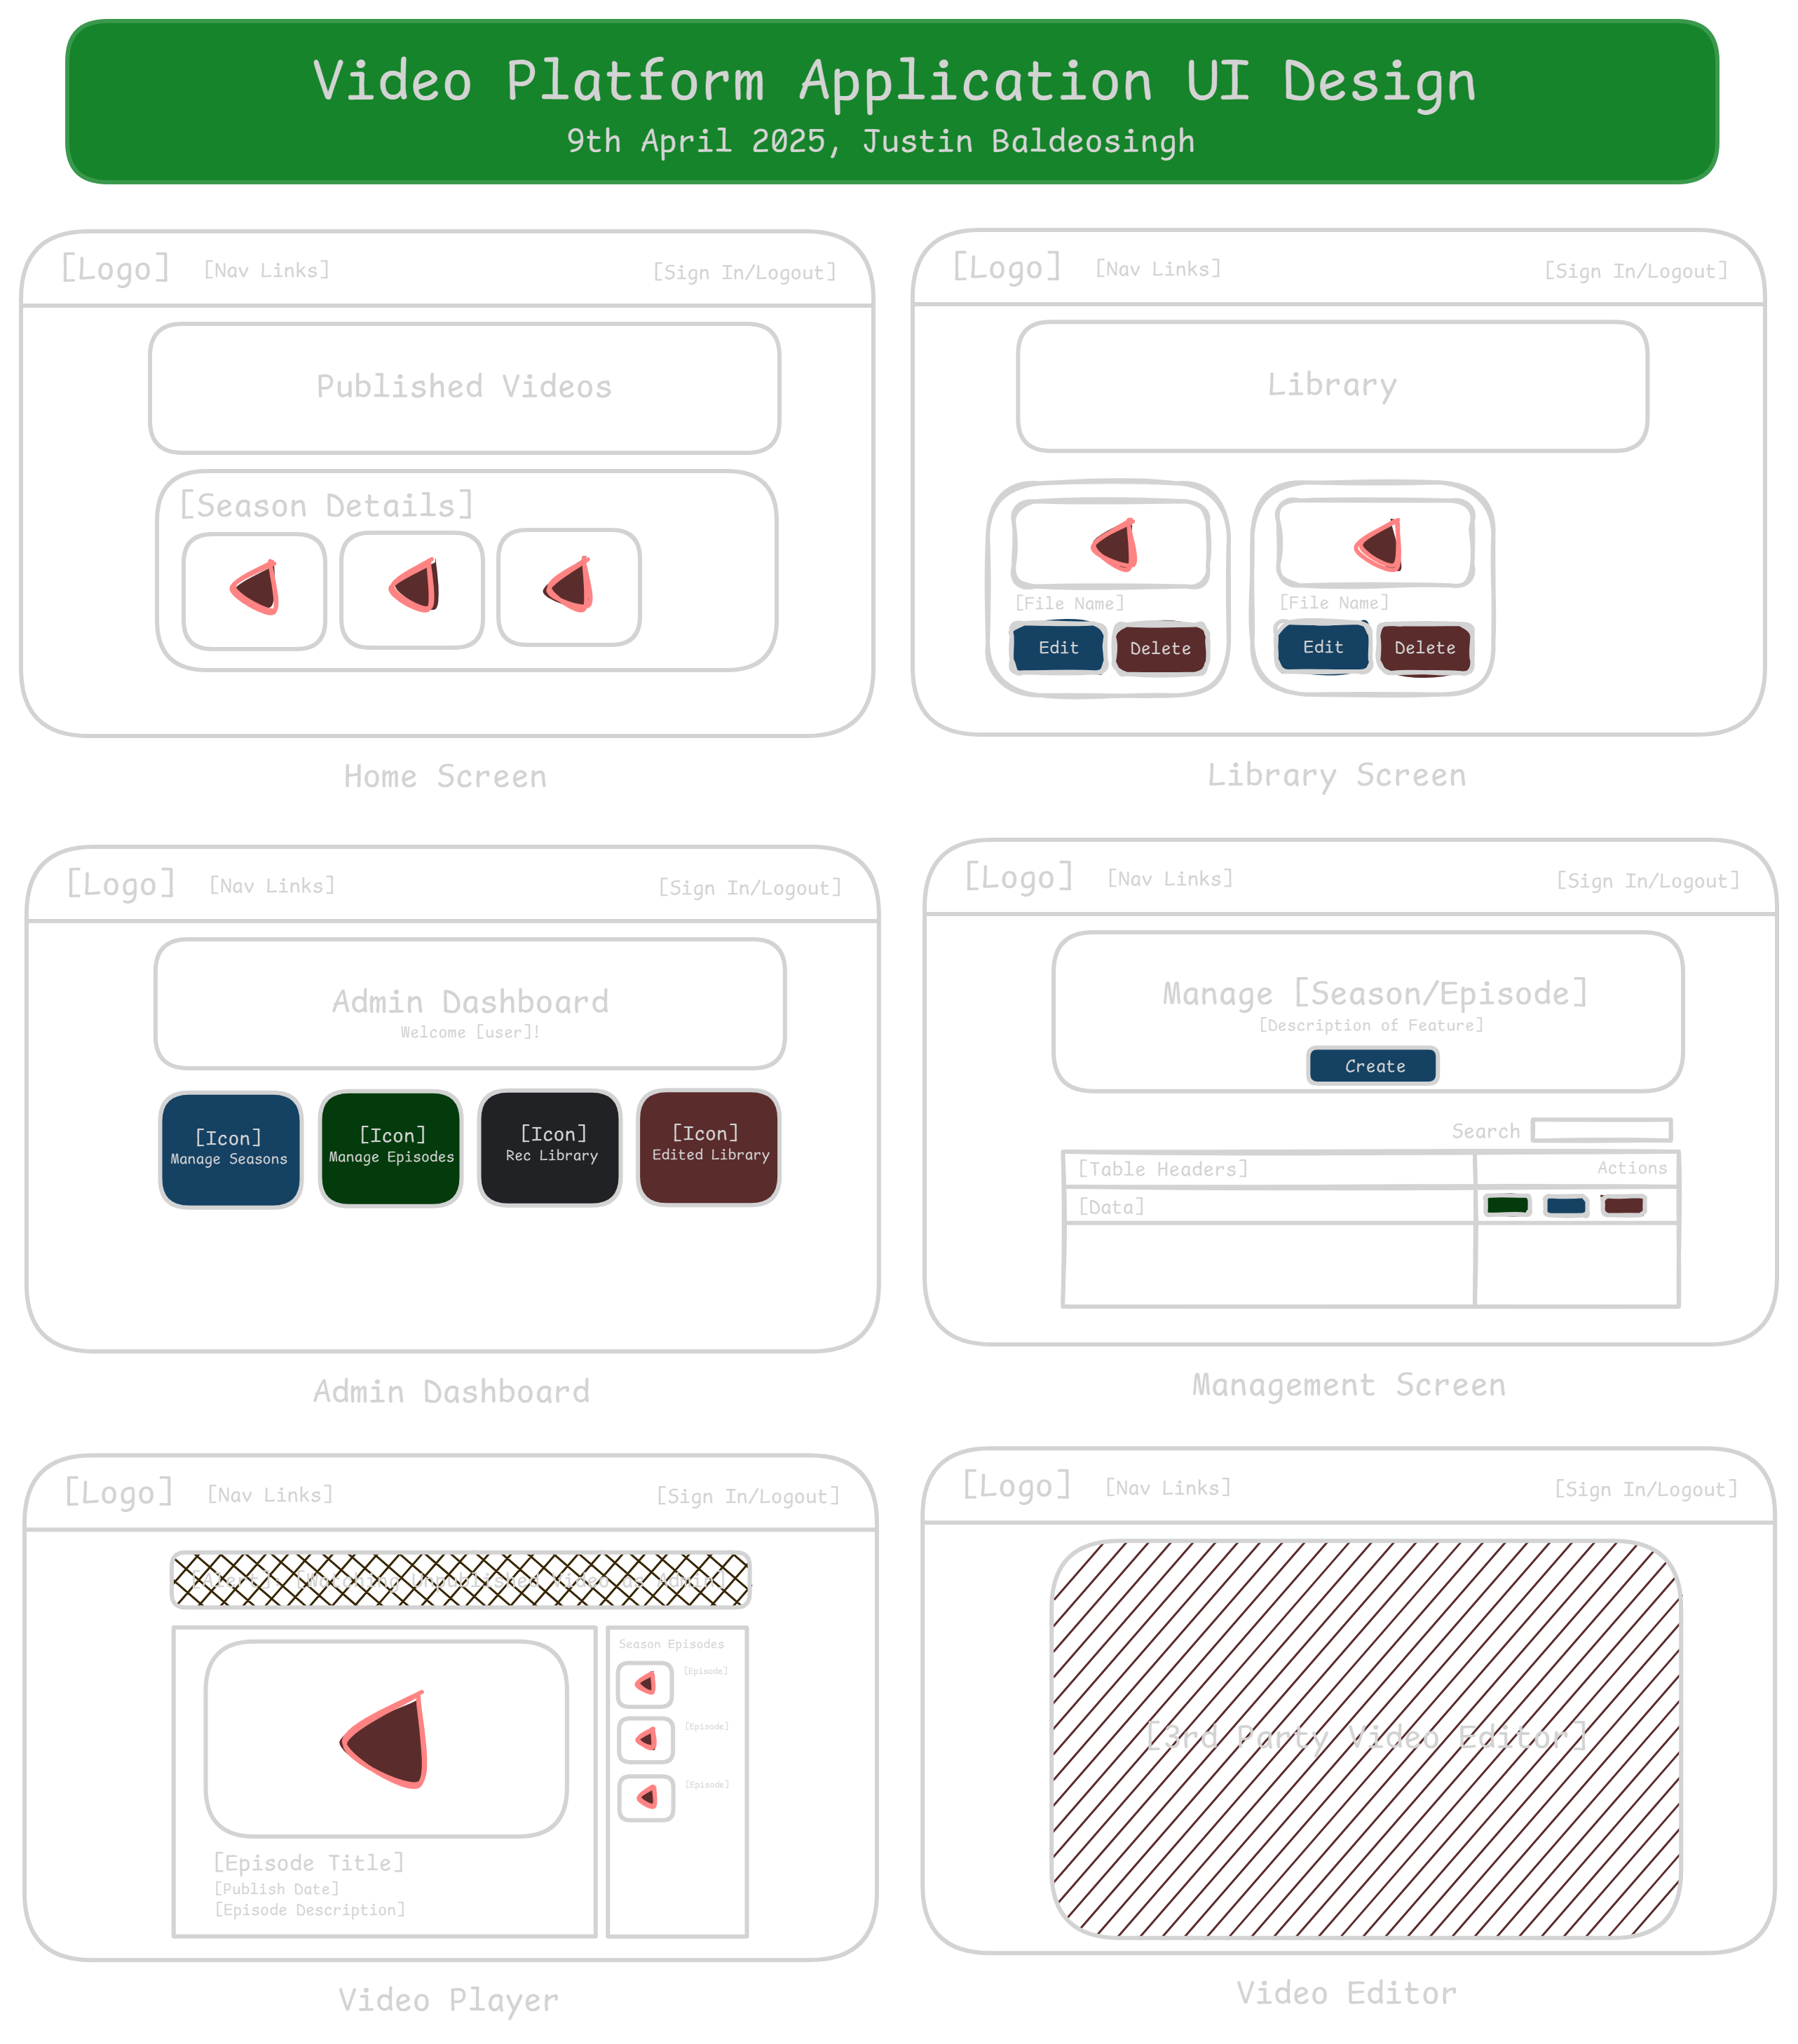 Video Platform Application UI Design
9th April 2025, Justin Baldeosingh
[Logo]
[Nav Links]
[Sign In/Logout]
Published Videos
[Season Details]
Home Screen
[Logo]
[Nav Links]
[Sign In/Logout]
Library
[File Name]
Edit
Delete
[File Name]
Edit
Delete
Library Screen
[Logo]
[Nav Links]
[Sign In/Logout]
Admin Dashboard
Welcome [user]!
[Icon]
Manage Seasons
[Icon]
Manage Episodes
[Icon]
Rec Library
[Icon]
Edited Library
Admin Dashboard
[Logo]
[Nav Links]
[Sign In/Logout]
Manage [Season/Episode]
[Description of Feature]
Create
Search
[Table Headers]
Actions
[Data]
Management Screen
[Logo]
[Nav Links]
[Sign In/Logout]
[Alert] [Watching Unpublished Video as Admin]
Season Episodes
[Episode]
[Episode]
[Episode]
[Episode Title]
[Publish Date]
[Episode Description]
Video Player
[Logo]
[Nav Links]
[Sign In/Logout]
[3rd Party Video Editor]
Video Editor